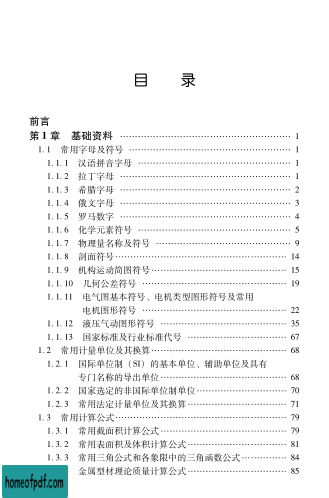 目 录
前言
第 1 章 基础资料 …… 1
1. 1 常用字母及符号 …… 1
1. 1. 1 汉语拼音字母 …… 1
1. 1. 2 拉丁字母 …… 1
1. 1. 3 希腊字母 …… 2
1. 1. 4 俄文字母 …… 3
1. 1. 5 罗马数字 …… 4
1. 1. 6 化学元素符号 …… 5
1. 1. 7 物理量名称及符号 …… 9
1. 1. 8 剖面符号 …… 14
1. 1. 9 机构运动简图符号 …… 15
1. 1. 10 几何公差符号 …… 19
1. 1. 11 电气图基本符号、电机类型图形符号及常用
电机图形符号 …… 22
1. 1. 12 液压气动图形符号 …… 35
1. 1. 13 国家标准及行业标准代号 …… 67
1. 2 常用计量单位及其换算 …… 68
1. 2. 1 国际单位制（SI）的基本单位、辅助单位及具有
专门名称的导出单位 …… 68
1. 2. 2 国家选定的非国际单位制单位 …… 70
1. 2. 3 常用法定计量单位及其换算 …… 71
1. 3 常用计算公式 …… 79
1. 3. 1 常用截面积计算公式 …… 79
1. 3. 2 常用表面积及体积计算公式 …… 81
1. 3. 3 常用三角公式和各象限中的三角函数公式 …… 84
金属型材理论质量计算公式 …… 85
homeofpdf.com